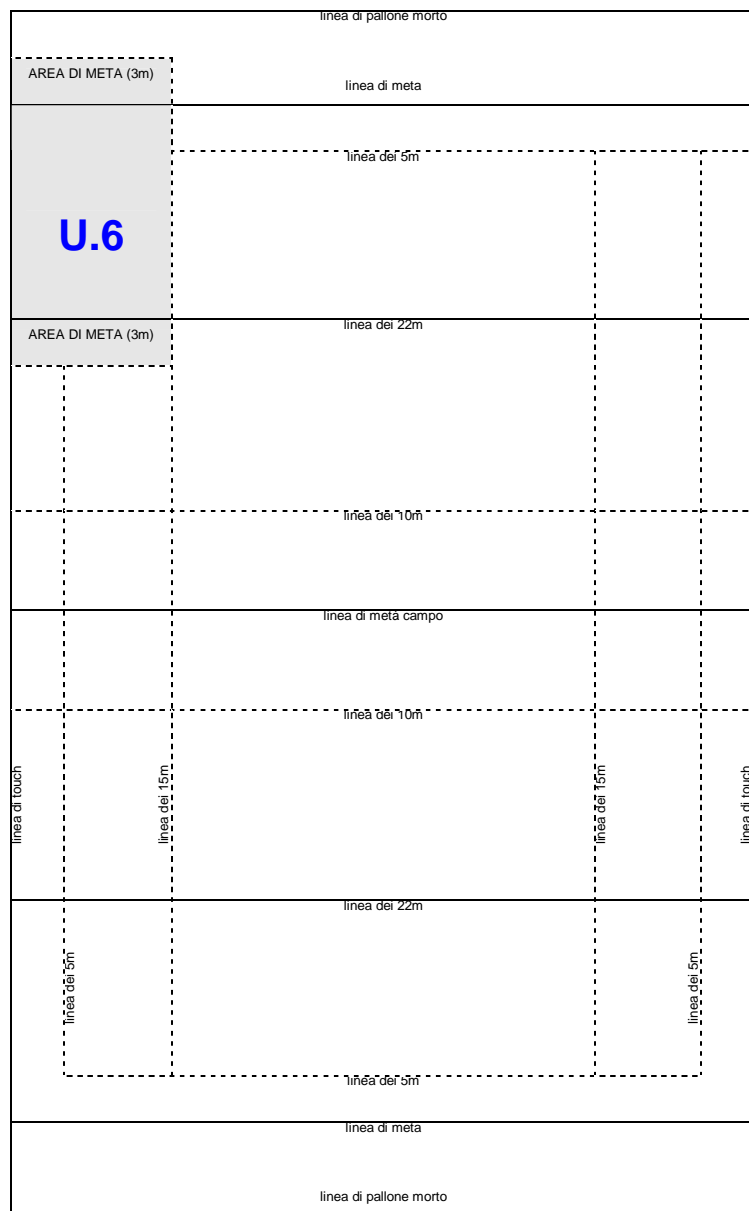 linea di pallone morto
AREA DI META (3m)
linea di meta
linea dei 5m
U.6
linea dei 22m
AREA DI META (3m)
linea dei 10m
linea di metà campo
linea dei 10m
linea di touch
linea dei 15m
linea dei 15m
linea di touch
linea dei 22m
linea dei 5m
linea dei 5m
linea dei 5m
linea di meta
linea di pallone morto